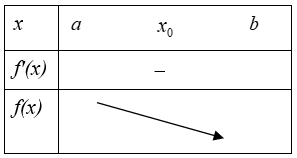 x a x₀ b
f'(x) –
f(x)